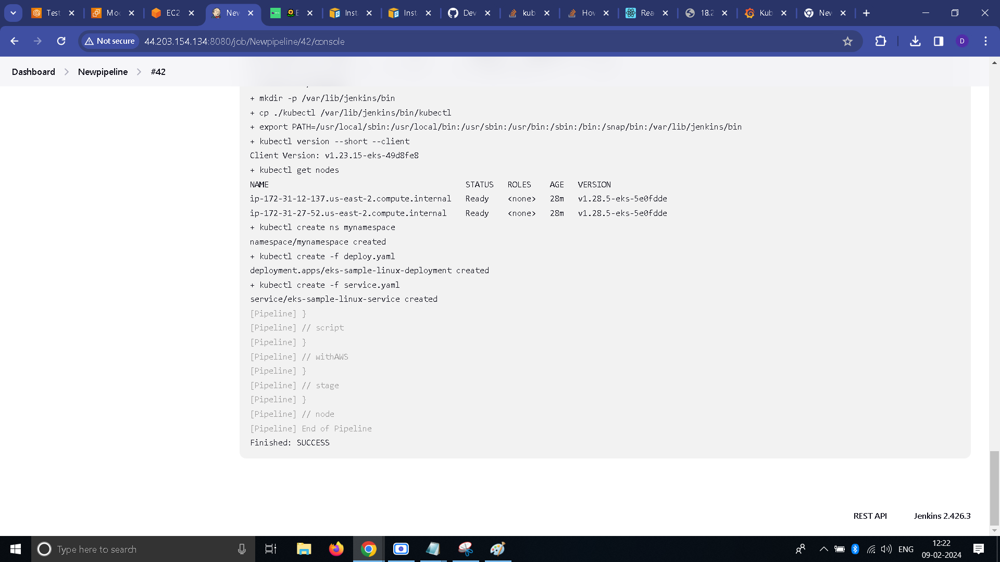 Test
Moc
EC2
New
E
Inst
Inst
Dev
kub
Hov
Rea
18.2
Kub
New
Not secure
44.203.154.134:8080/job/Newpipeline/42/console
D
Dashboard
Newpipeline
#42
+ mkdir -p /var/lib/jenkins/bin
+ cp ./kubectl /var/lib/jenkins/bin/kubectl
+ export PATH=/usr/local/sbin:/usr/local/bin:/usr/sbin:/usr/bin:/sbin:/bin:/snap/bin:/var/lib/jenkins/bin
+ kubectl version --short --client
Client Version: v1.23.15-eks-49d8fe8
+ kubectl get nodes
NAME STATUS ROLES AGE VERSION
ip-172-31-12-137.us-east-2.compute.internal Ready <none> 28m v1.28.5-eks-5e0fdde
ip-172-31-27-52.us-east-2.compute.internal Ready <none> 28m v1.28.5-eks-5e0fdde
+ kubectl create ns mynamespace
namespace/mynamespace created
+ kubectl create -f deploy.yaml
deployment.apps/eks-sample-linux-deployment created
+ kubectl create -f service.yaml
service/eks-sample-linux-service created
[Pipeline] }
[Pipeline] // script
[Pipeline] }
[Pipeline] // withAWS
[Pipeline] }
[Pipeline] // stage
[Pipeline] }
[Pipeline] // node
[Pipeline] End of Pipeline
Finished: SUCCESS
REST API
Jenkins 2.426.3
Type here to search
ENG
12:22
09-02-2024